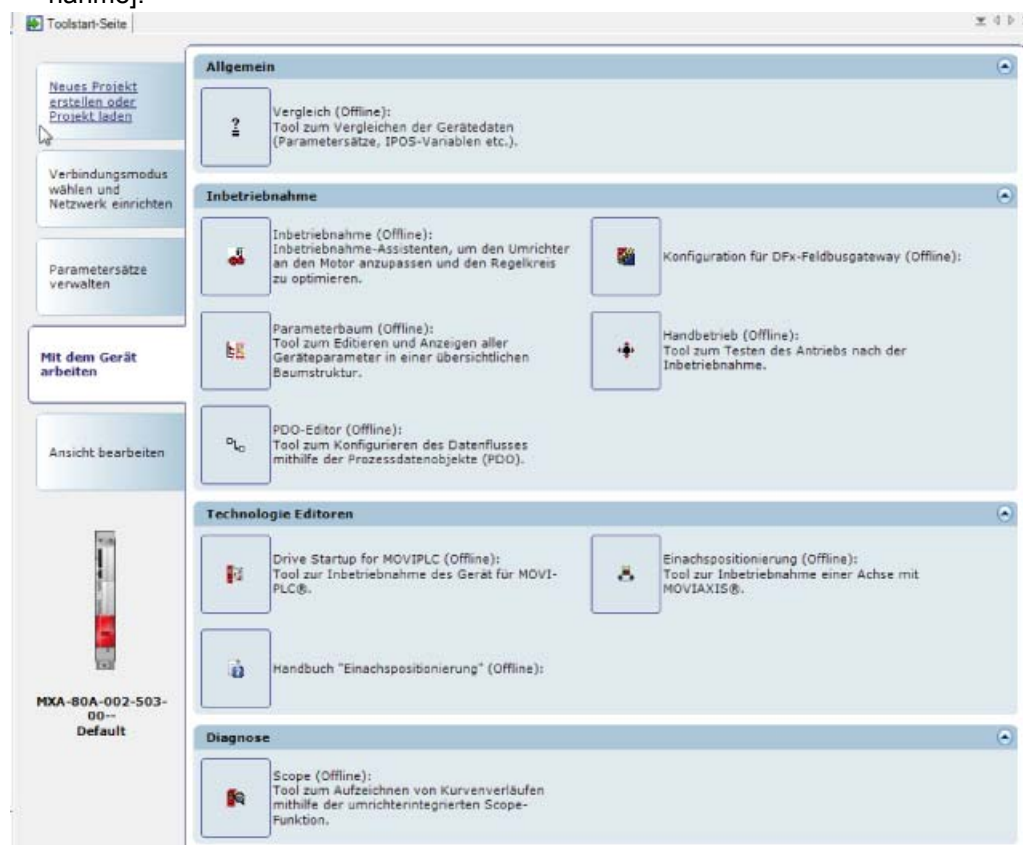 nahme].
Toolstart-Seite
Neues Projekt
erstellen oder
Projekt laden
Verbindungsmodus
wählen und
Netzwerk einrichten
Parametersätze
verwalten
Mit dem Gerät
arbeiten
Ansicht bearbeiten
MXA-80A-002-503-
00--
Default
Allgemein
Vergleich (Offline):
Tool zum Vergleichen der Gerätedaten
(Parametersätze, IPOS-Variablen etc.).
Inbetriebnahme
Inbetriebnahme (Offline):
Inbetriebnahme-Assistenten, um den Umrichter
an den Motor anzupassen und den Regelkreis
zu optimieren.
Konfiguration für DFx-Feldbusgateway (Offline):
Parameterbaum (Offline):
Tool zum Editieren und Anzeigen aller
Geräteparameter in einer übersichtlichen
Baumstruktur.
Handbetrieb (Offline):
Tool zum Testen des Antriebs nach der
Inbetriebnahme.
PDO-Editor (Offline):
Tool zum Konfigurieren des Datenflusses
mithilfe der Prozessdatenobjekte (PDO).
Technologie Editoren
Drive Startup for MOVIPLC (Offline):
Tool zur Inbetriebnahme des Gerät für MOVI-
PLC®.
Einachspositionierung (Offline):
Tool zur Inbetriebnahme einer Achse mit
MOVIAXIS®.
Handbuch "Einachspositionierung" (Offline):
Diagnose
Scope (Offline):
Tool zum Aufzeichnen von Kurvenverläufen
mithilfe der umrichterintegrierten Scope-
Funktion.